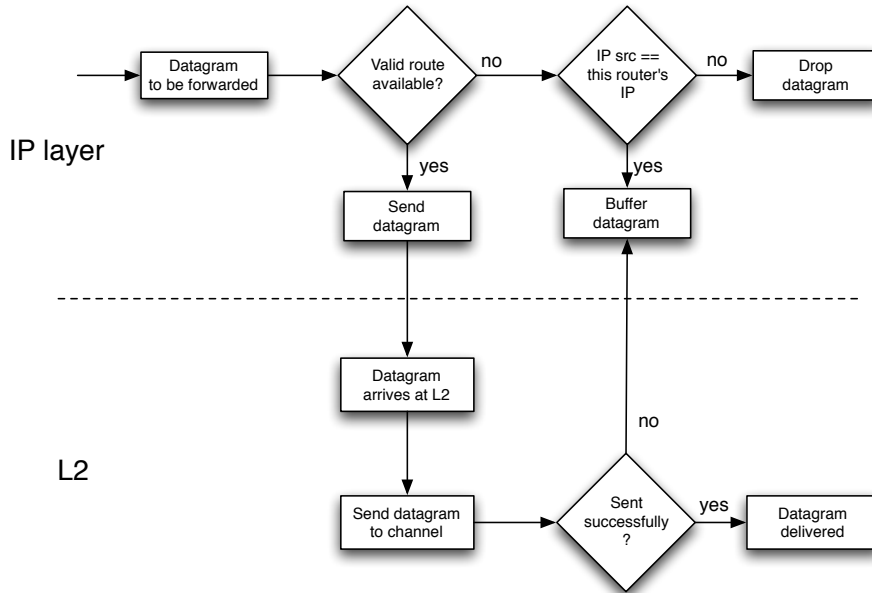 Datagram
to be forwarded
Valid route
available?
no
IP src ==
this router's
IP
no
Drop
datagram
IP layer
yes
yes
Send
datagram
Buffer
datagram
Datagram
arrives at L2
no
L2
Send datagram
to channel
Sent
successfully
?
yes
Datagram
delivered